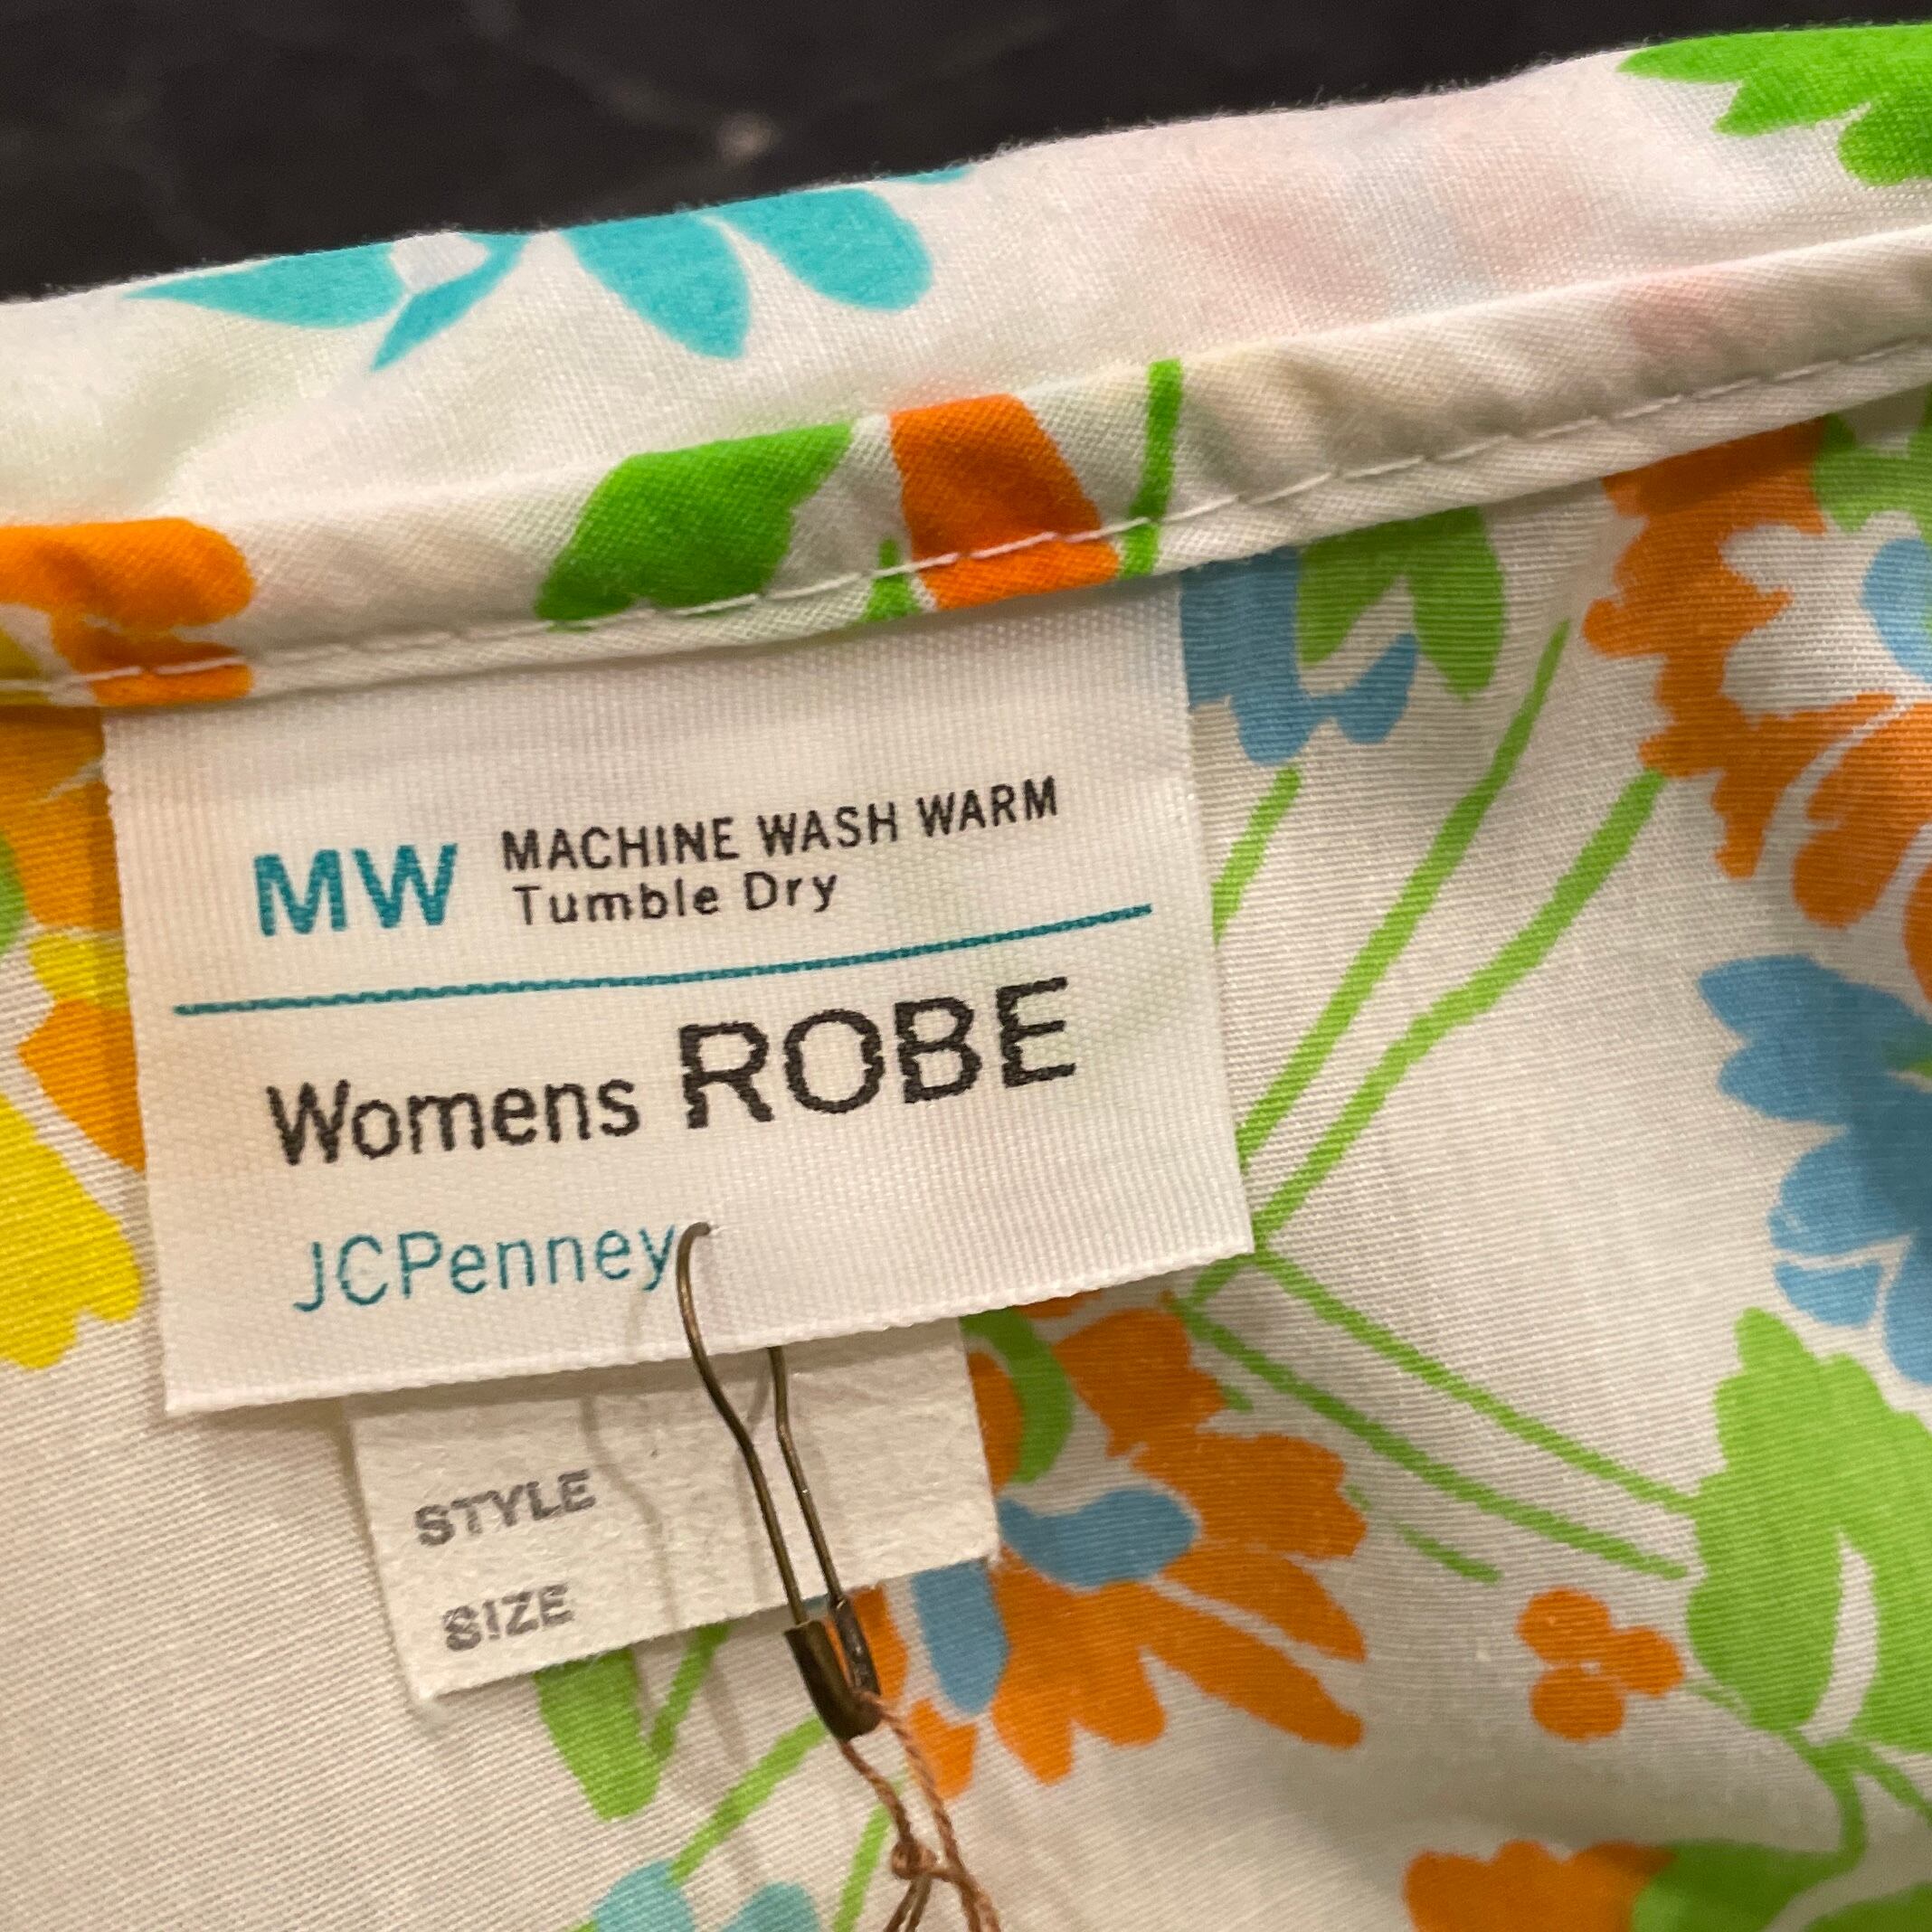 MW MACHINE WASH WARM
Tumble Dry
Womens ROBE
JCPenney
STYLE
SIZE